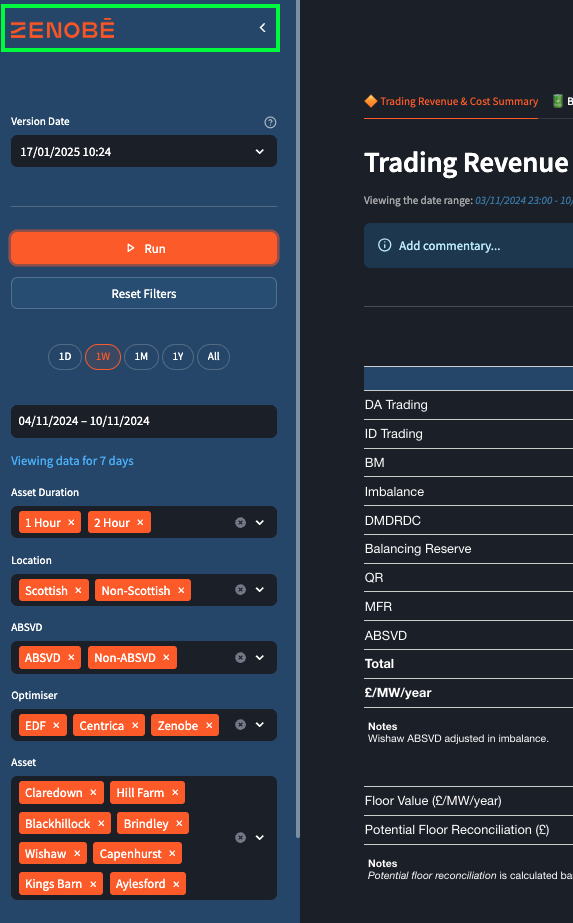 ZENOBĒ
Version Date
17/01/2025 10:24
Run
Reset Filters
1D 1W 1M 1Y All
04/11/2024 – 10/11/2024
Viewing data for 7 days
Asset Duration
1 Hour × 2 Hour ×
Location
Scottish × Non-Scottish ×
ABSVD
ABSVD × Non-ABSVD ×
Optimiser
EDF × Centrica × Zenobe ×
Asset
Claredown × Hill Farm ×
Blackhillock × Brindley ×
Wishaw × Capenhurst ×
Kings Barn × Aylesford ×
Trading Revenue & Cost Summary B
Trading Revenue
Viewing the date range: 03/11/2024 23:00 - 10/
Add commentary...
DA Trading
ID Trading
BM
Imbalance
DMDRDC
Balancing Reserve
QR
MFR
ABSVD
Total
£/MW/year
Notes
Wishaw ABSVD adjusted in imbalance.
Floor Value (£/MW/year)
Potential Floor Reconciliation (£)
Notes
Potential floor reconciliation is calculated ba